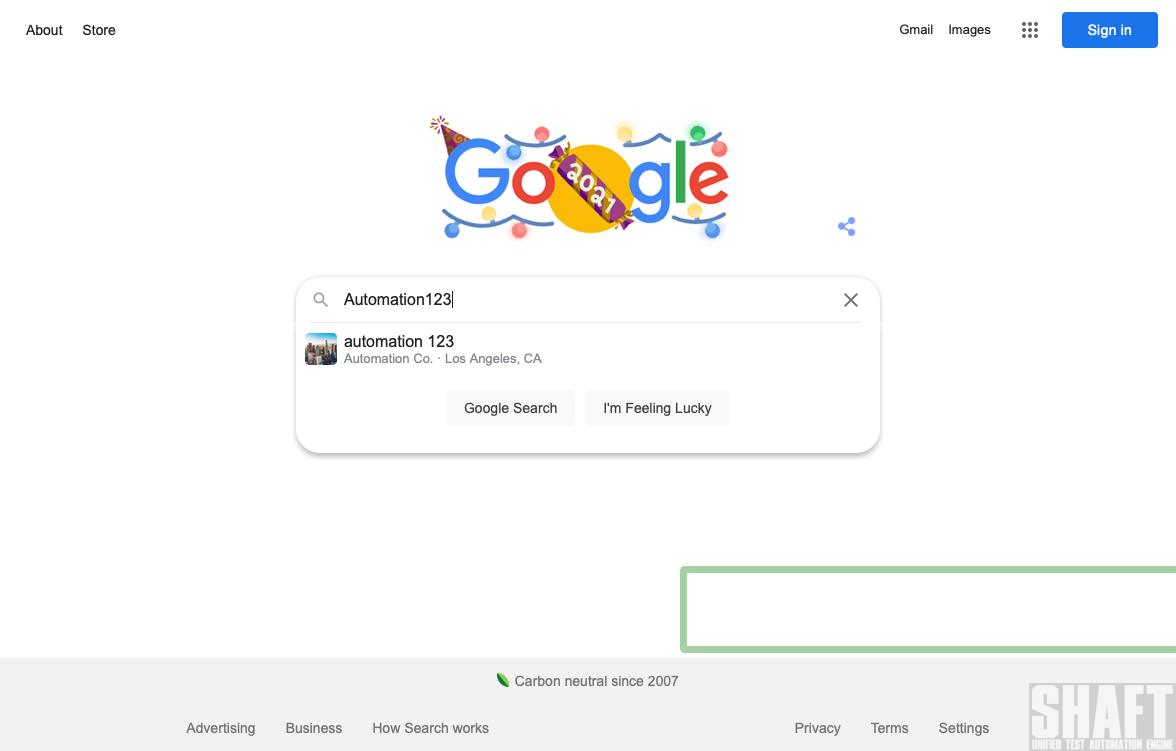 About Store
Gmail Images
Sign in
Google
2021
Automation123
automation 123
Automation Co. · Los Angeles, CA
Google Search
I'm Feeling Lucky
Carbon neutral since 2007
Advertising Business How Search works
Privacy Terms Settings
SHAFT
UNIFIED TEST AUTOMATION ENGINE